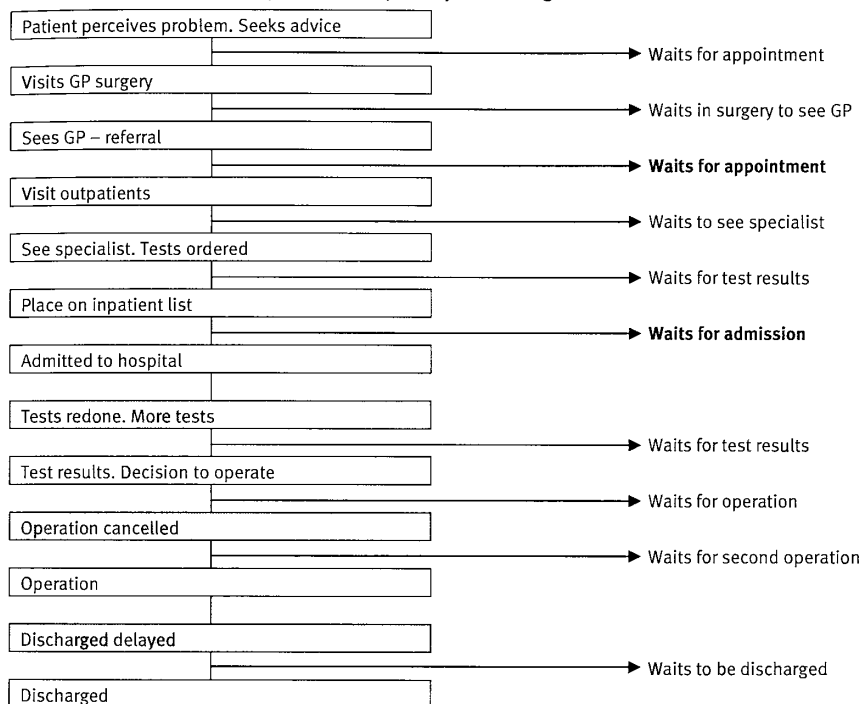 Patient perceives problem. Seeks advice
Waits for appointment
Visits GP surgery
Waits in surgery to see GP
Sees GP – referral
Waits for appointment
Visit outpatients
Waits to see specialist
See specialist. Tests ordered
Waits for test results
Place on inpatient list
Waits for admission
Admitted to hospital
Tests redone. More tests
Waits for test results
Test results. Decision to operate
Waits for operation
Operation cancelled
Waits for second operation
Operation
Discharged delayed
Waits to be discharged
Discharged